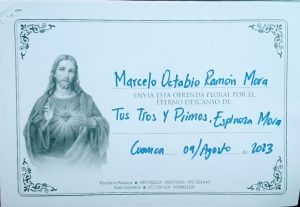 Marcelo Octabio Ramón Mora
ENVIA ESTA OFRENDA FLORAL POR EL
ETERNO DESCANSO DE:
Tus Tios y Primos, Espinoza Mora
Cuenca 09/Agosto de 2023